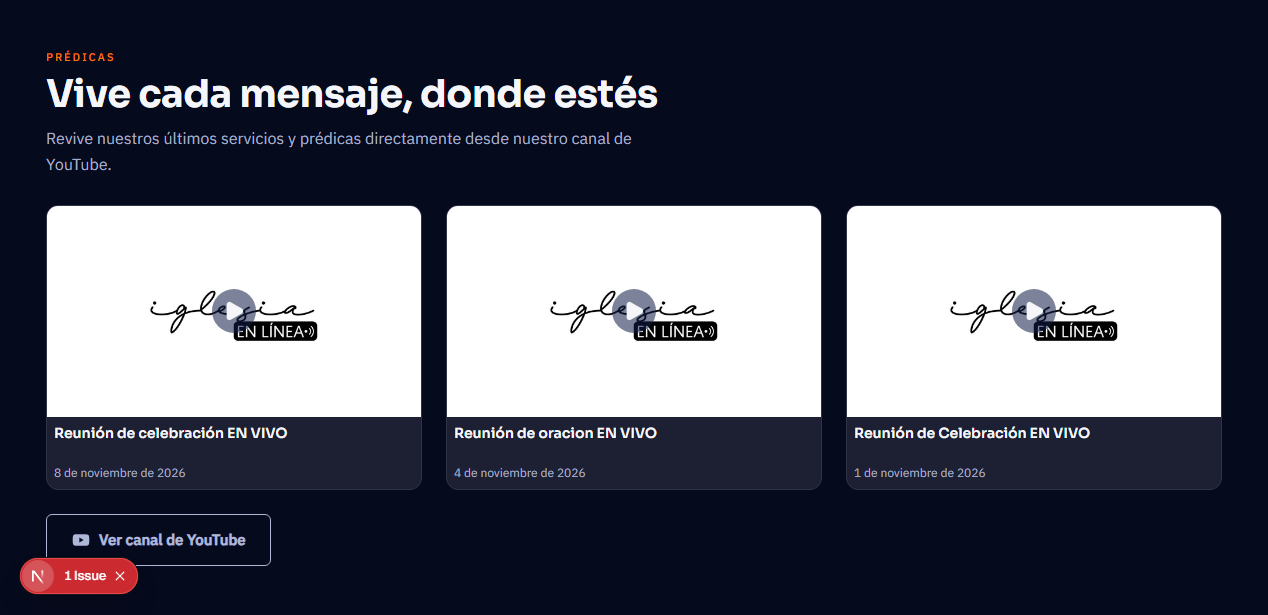 PRÉDICAS
Vive cada mensaje, donde estés
Revive nuestros últimos servicios y prédicas directamente desde nuestro canal de
YouTube.
iglesia
EN LÍNEA
iglesia
EN LÍNEA
iglesia
EN LÍNEA
Reunión de celebración EN VIVO
8 de noviembre de 2026
Reunión de oracion EN VIVO
4 de noviembre de 2026
Reunión de Celebración EN VIVO
1 de noviembre de 2026
Ver canal de YouTube
N 1 Issue